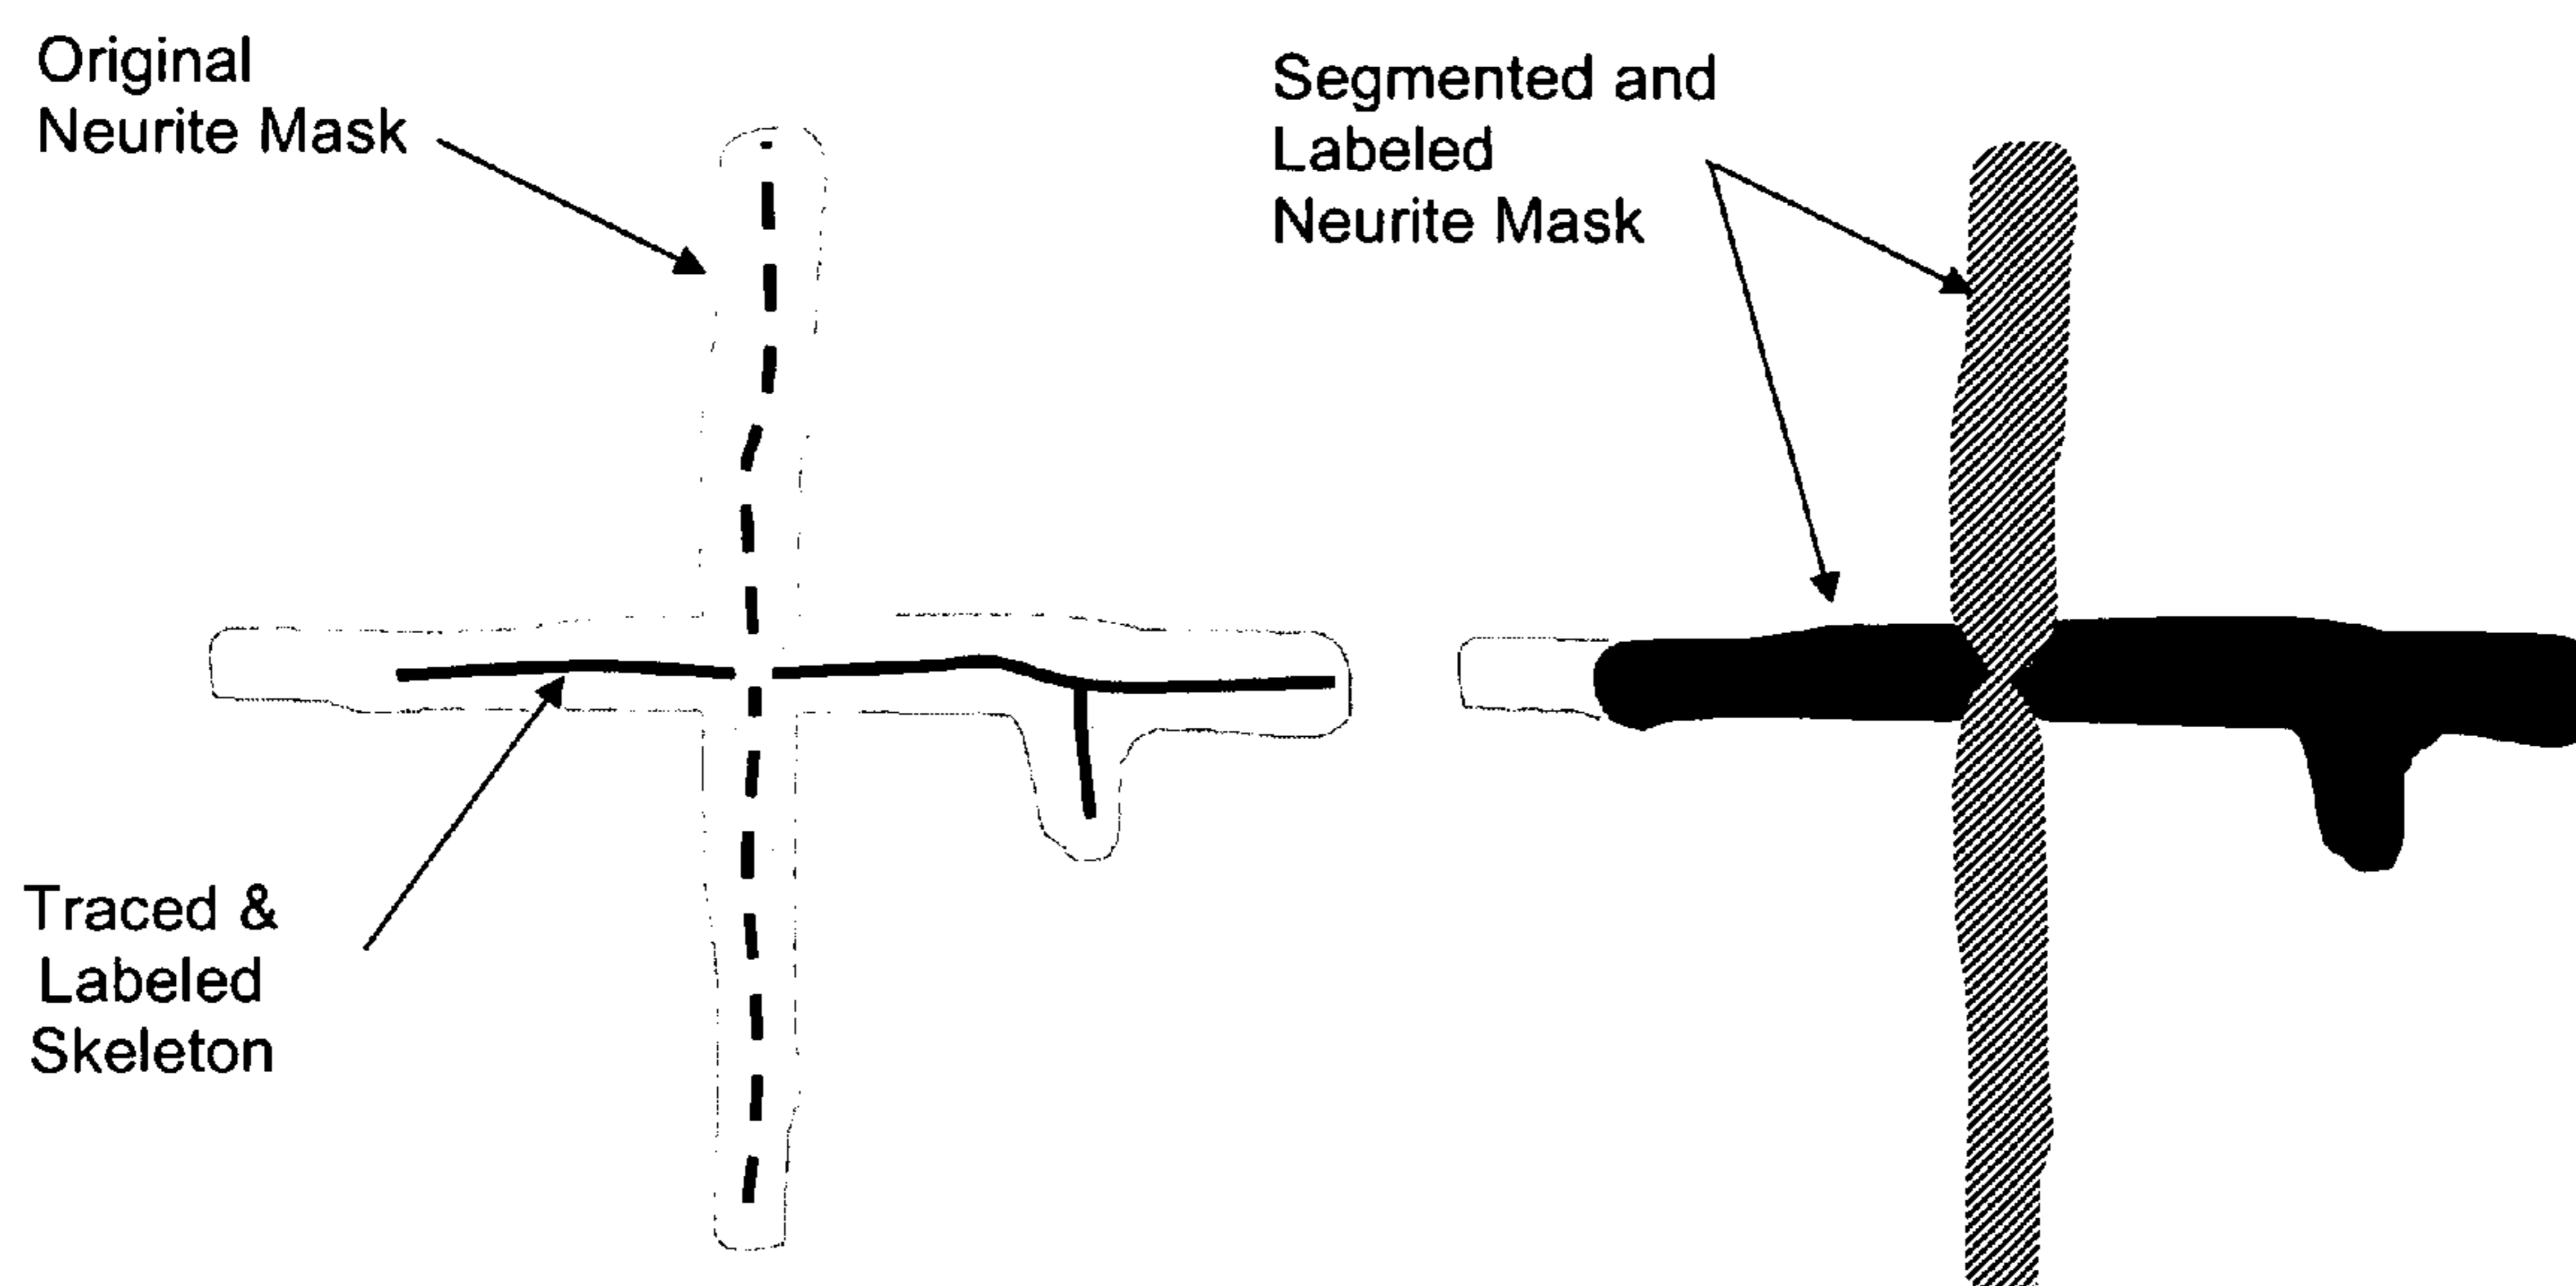 Original
Neurite Mask
Segmented and
Labeled
Neurite Mask
Traced &
Labeled
Skeleton